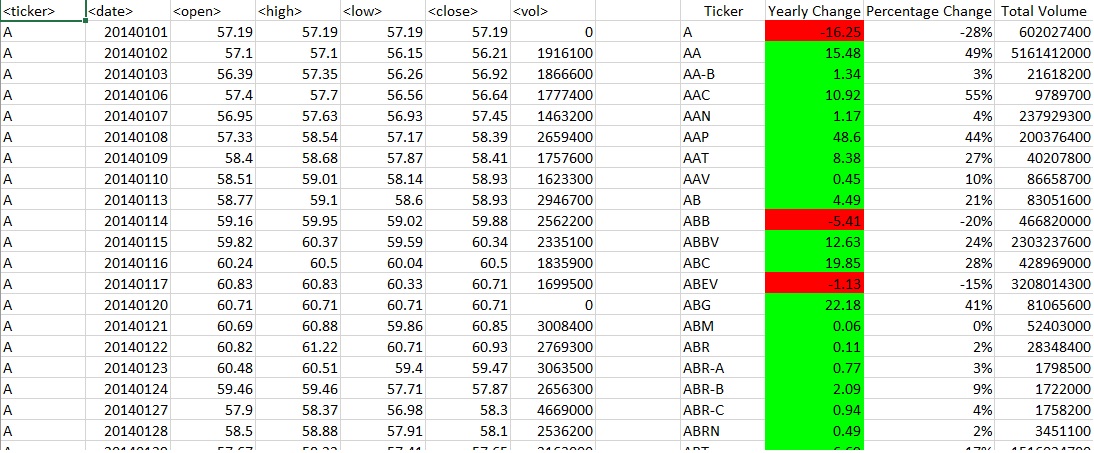 <ticker> <date> <open> <high> <low> <close> <vol> Ticker Yearly Change Percentage Change Total Volume
A 20140101 57.19 57.19 57.19 57.19 0 A -16.25 -28% 602027400
A 20140102 57.1 57.1 56.15 56.21 1916100 AA 15.48 49% 5161412000
A 20140103 56.39 57.35 56.26 56.92 1866600 AA-B 1.34 3% 21618200
A 20140106 57.4 57.7 56.56 56.64 1777400 AAC 10.92 55% 9789700
A 20140107 56.95 57.63 56.93 57.45 1463200 AAN 1.17 4% 237929300
A 20140108 57.33 58.54 57.17 58.39 2659400 AAP 48.6 44% 200376400
A 20140109 58.4 58.68 57.87 58.41 1757600 AAT 8.38 27% 40207800
A 20140110 58.51 59.01 58.14 58.93 1623300 AAV 0.45 10% 86658700
A 20140113 58.77 59.1 58.6 58.93 2946700 AB 4.49 21% 83051600
A 20140114 59.16 59.95 59.02 59.88 2562200 ABB -5.41 -20% 466820000
A 20140115 59.82 60.37 59.59 60.34 2335100 ABBV 12.63 24% 2303237600
A 20140116 60.24 60.5 60.04 60.5 1835900 ABC 19.85 28% 428969000
A 20140117 60.83 60.83 60.33 60.71 1699500 ABEV -1.13 -15% 3208014300
A 20140120 60.71 60.71 60.71 60.71 0 ABG 22.18 41% 81065600
A 20140121 60.69 60.88 59.86 60.85 3008400 ABM 0.06 0% 52403000
A 20140122 60.82 61.22 60.71 60.93 2769300 ABR 0.11 2% 28348400
A 20140123 60.48 60.51 59.4 59.47 3063500 ABR-A 0.77 3% 1798500
A 20140124 59.46 59.46 57.71 57.87 2656300 ABR-B 2.09 9% 1722000
A 20140127 57.9 58.37 56.98 58.3 4669000 ABR-C 0.94 4% 1758200
A 20140128 58.5 58.88 57.91 58.1 2536200 ABRN 0.49 2% 3451100